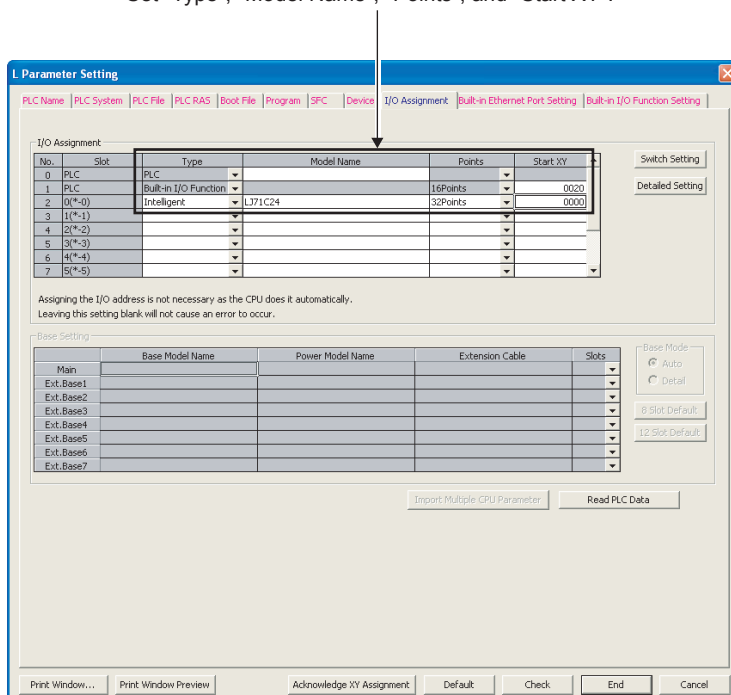 Set "Type", "Model Name", "Points", and "Start XY".
L Parameter Setting
PLC Name PLC System PLC File PLC RAS Boot File Program SFC Device I/O Assignment Built-in Ethernet Port Setting Built-in I/O Function Setting
I/O Assignment
No. Slot Type Model Name Points Start XY
0 PLC PLC
1 PLC Built-in I/O Function 16Points 0020
2 0(*-0) Intelligent LJ71C24 32Points 0000
3 1(*-1)
4 2(*-2)
5 3(*-3)
6 4(*-4)
7 5(*-5)
Switch Setting
Detailed Setting
Assigning the I/O address is not necessary as the CPU does it automatically.
Leaving this setting blank will not cause an error to occur.
Base Setting
Base Model Name Power Model Name Extension Cable Slots
Main
Ext.Base1
Ext.Base2
Ext.Base3
Ext.Base4
Ext.Base5
Ext.Base6
Ext.Base7
Base Mode
Auto
Detail
8 Slot Default
12 Slot Default
Import Multiple CPU Parameter Read PLC Data
Print Window... Print Window Preview Acknowledge XY Assignment Default Check End Cancel